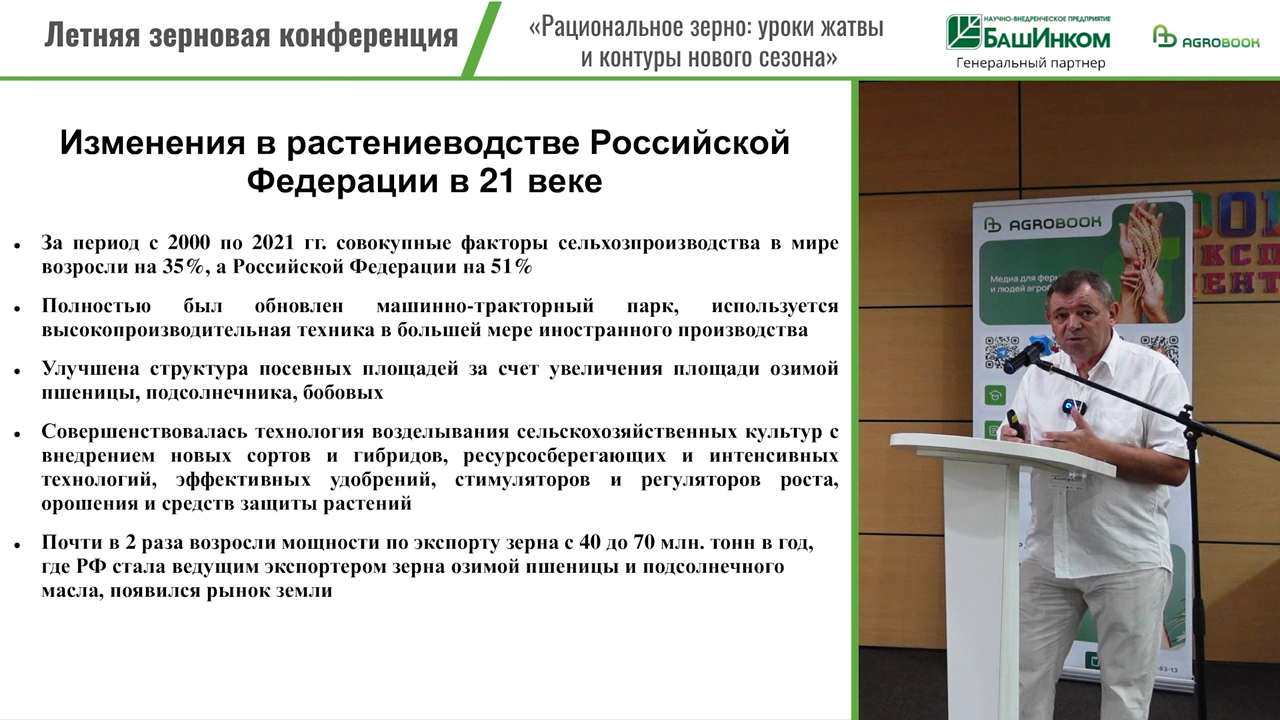 Летняя зерновая конференция
«Рациональное зерно: уроки жатвы
и контуры нового сезона»
НАУЧНО-ВНЕДРЕНЧЕСКОЕ ПРЕДПРИЯТИЕ
БАШИНКОМ
Генеральный партнер
AGROBOOK
Изменения в растениеводстве Российской
Федерации в 21 веке
• За период с 2000 по 2021 гг. совокупные факторы сельхозпроизводства в мире
возросли на 35%, а Российской Федерации на 51%
• Полностью был обновлен машинно-тракторный парк, используется
высокопроизводительная техника в большей мере иностранного производства
• Улучшена структура посевных площадей за счет увеличения площади озимой
пшеницы, подсолнечника, бобовых
• Совершенствовалась технология возделывания сельскохозяйственных культур с
внедрением новых сортов и гибридов, ресурсосберегающих и интенсивных
технологий, эффективных удобрений, стимуляторов и регуляторов роста,
орошения и средств защиты растений
• Почти в 2 раза возросли мощности по экспорту зерна с 40 до 70 млн. тонн в год,
где РФ стала ведущим экспортером зерна озимой пшеницы и подсолнечного
масла, появился рынок земли
AGROBOOK
Медиа для
и людей
-83-13